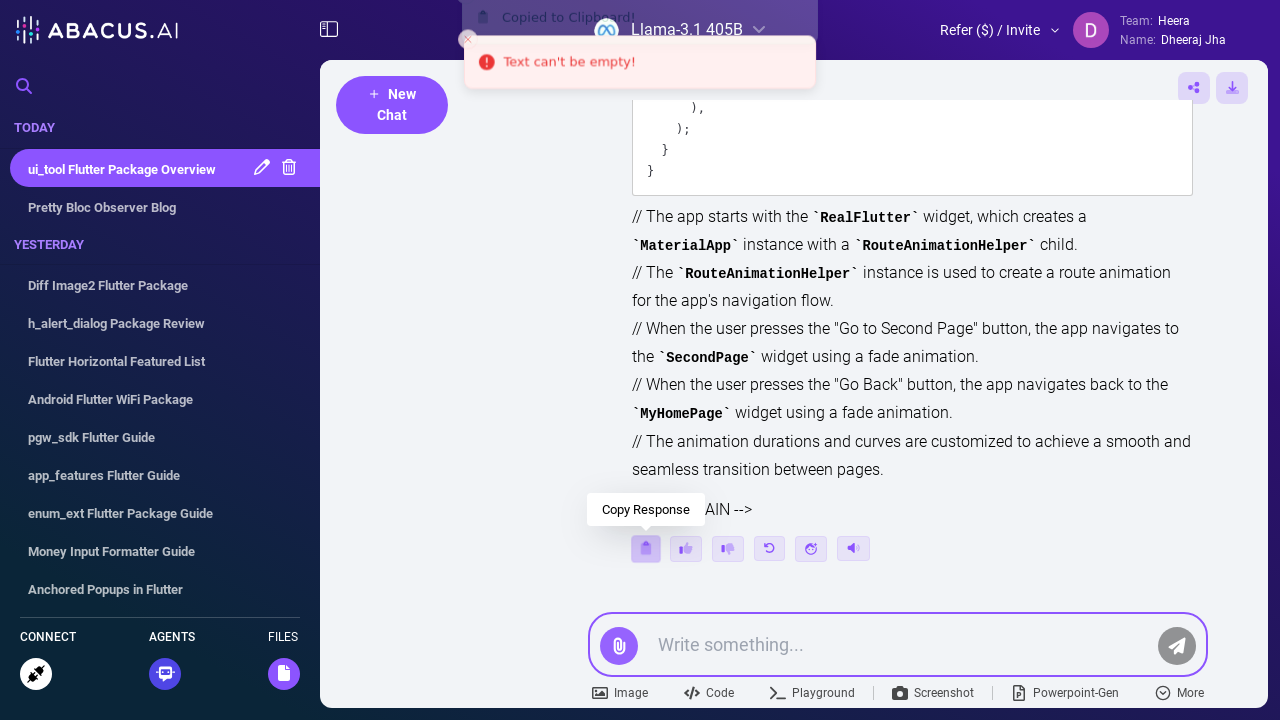 ABACUS.AI
Copied to Clipboard!
Llama-3.1 405B
Text can't be empty!
Refer ($) / Invite
D
Team: Heera
Name: Dheeraj Jha
+ New Chat
TODAY
ui_tool Flutter Package Overview
Pretty Bloc Observer Blog
YESTERDAY
Diff Image2 Flutter Package
h_alert_dialog Package Review
Flutter Horizontal Featured List
Android Flutter WiFi Package
pgw_sdk Flutter Guide
app_features Flutter Guide
enum_ext Flutter Package Guide
Money Input Formatter Guide
Anchored Popups in Flutter
CONNECT
AGENTS
FILES
),
);
}
}
// The app starts with the `RealFlutter` widget, which creates a
`MaterialApp` instance with a `RouteAnimationHelper` child.
// The `RouteAnimationHelper` instance is used to create a route animation
for the app's navigation flow.
// When the user presses the "Go to Second Page" button, the app navigates to
the `SecondPage` widget using a fade animation.
// When the user presses the "Go Back" button, the app navigates back to the
`MyHomePage` widget using a fade animation.
// The animation durations and curves are customized to achieve a smooth and
seamless transition between pages.
AIN -->
Copy Response
Write something...
Image
Code
Playground
Screenshot
Powerpoint-Gen
More